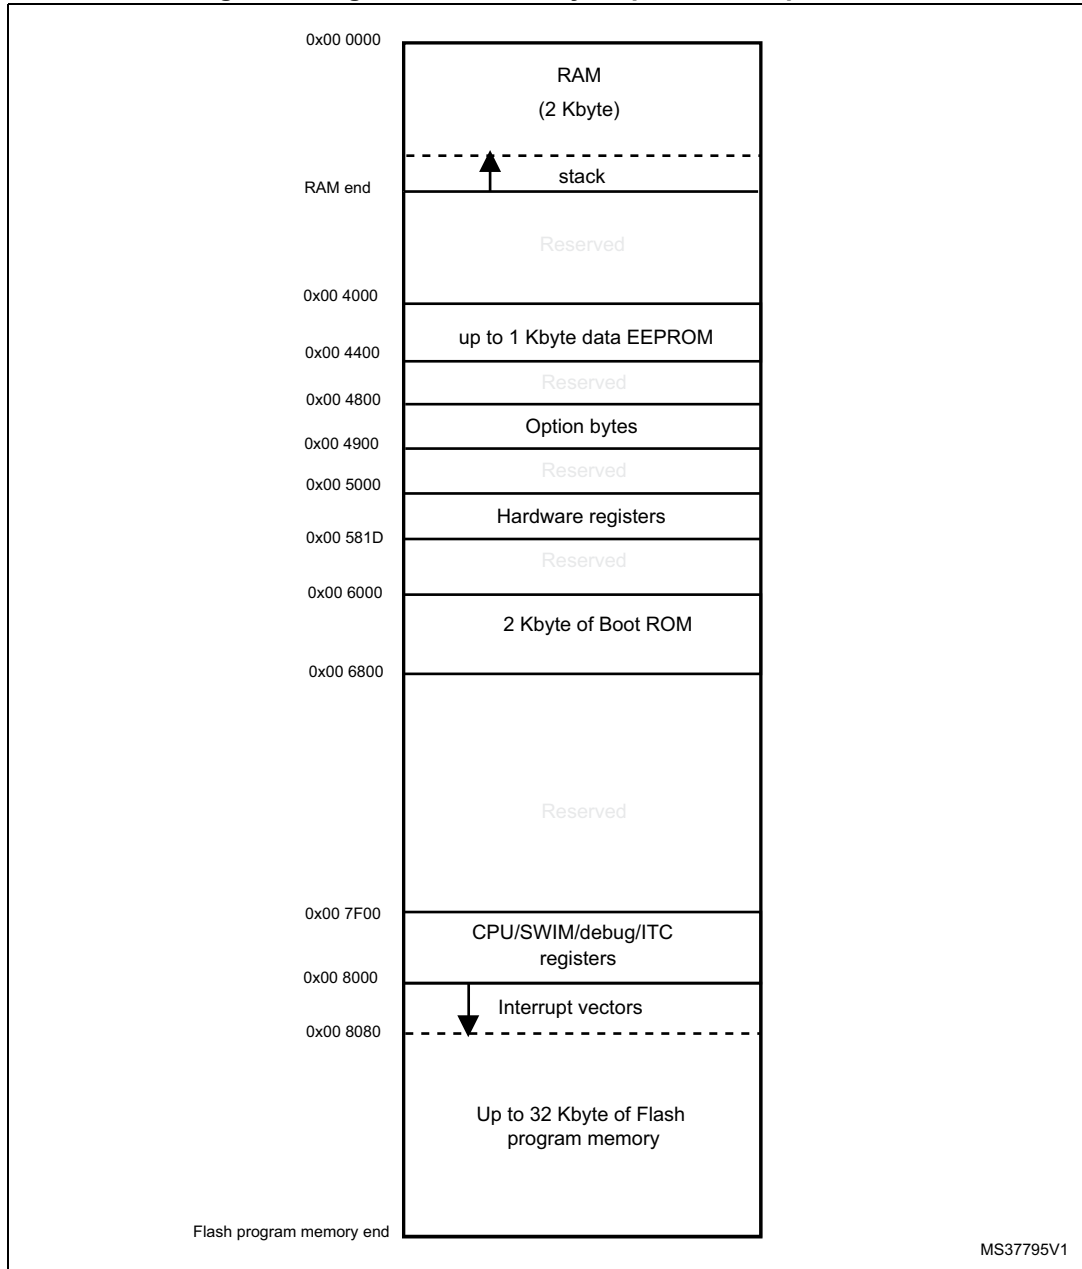 0x00 0000
RAM
(2 Kbyte)
stack
RAM end
Reserved
0x00 4000
up to 1 Kbyte data EEPROM
0x00 4400
Reserved
0x00 4800
Option bytes
0x00 4900
Reserved
0x00 5000
Hardware registers
0x00 581D
Reserved
0x00 6000
2 Kbyte of Boot ROM
0x00 6800
Reserved
0x00 7F00
CPU/SWIM/debug/ITC
registers
0x00 8000
Interrupt vectors
0x00 8080
Up to 32 Kbyte of Flash
program memory
Flash program memory end
MS37795V1